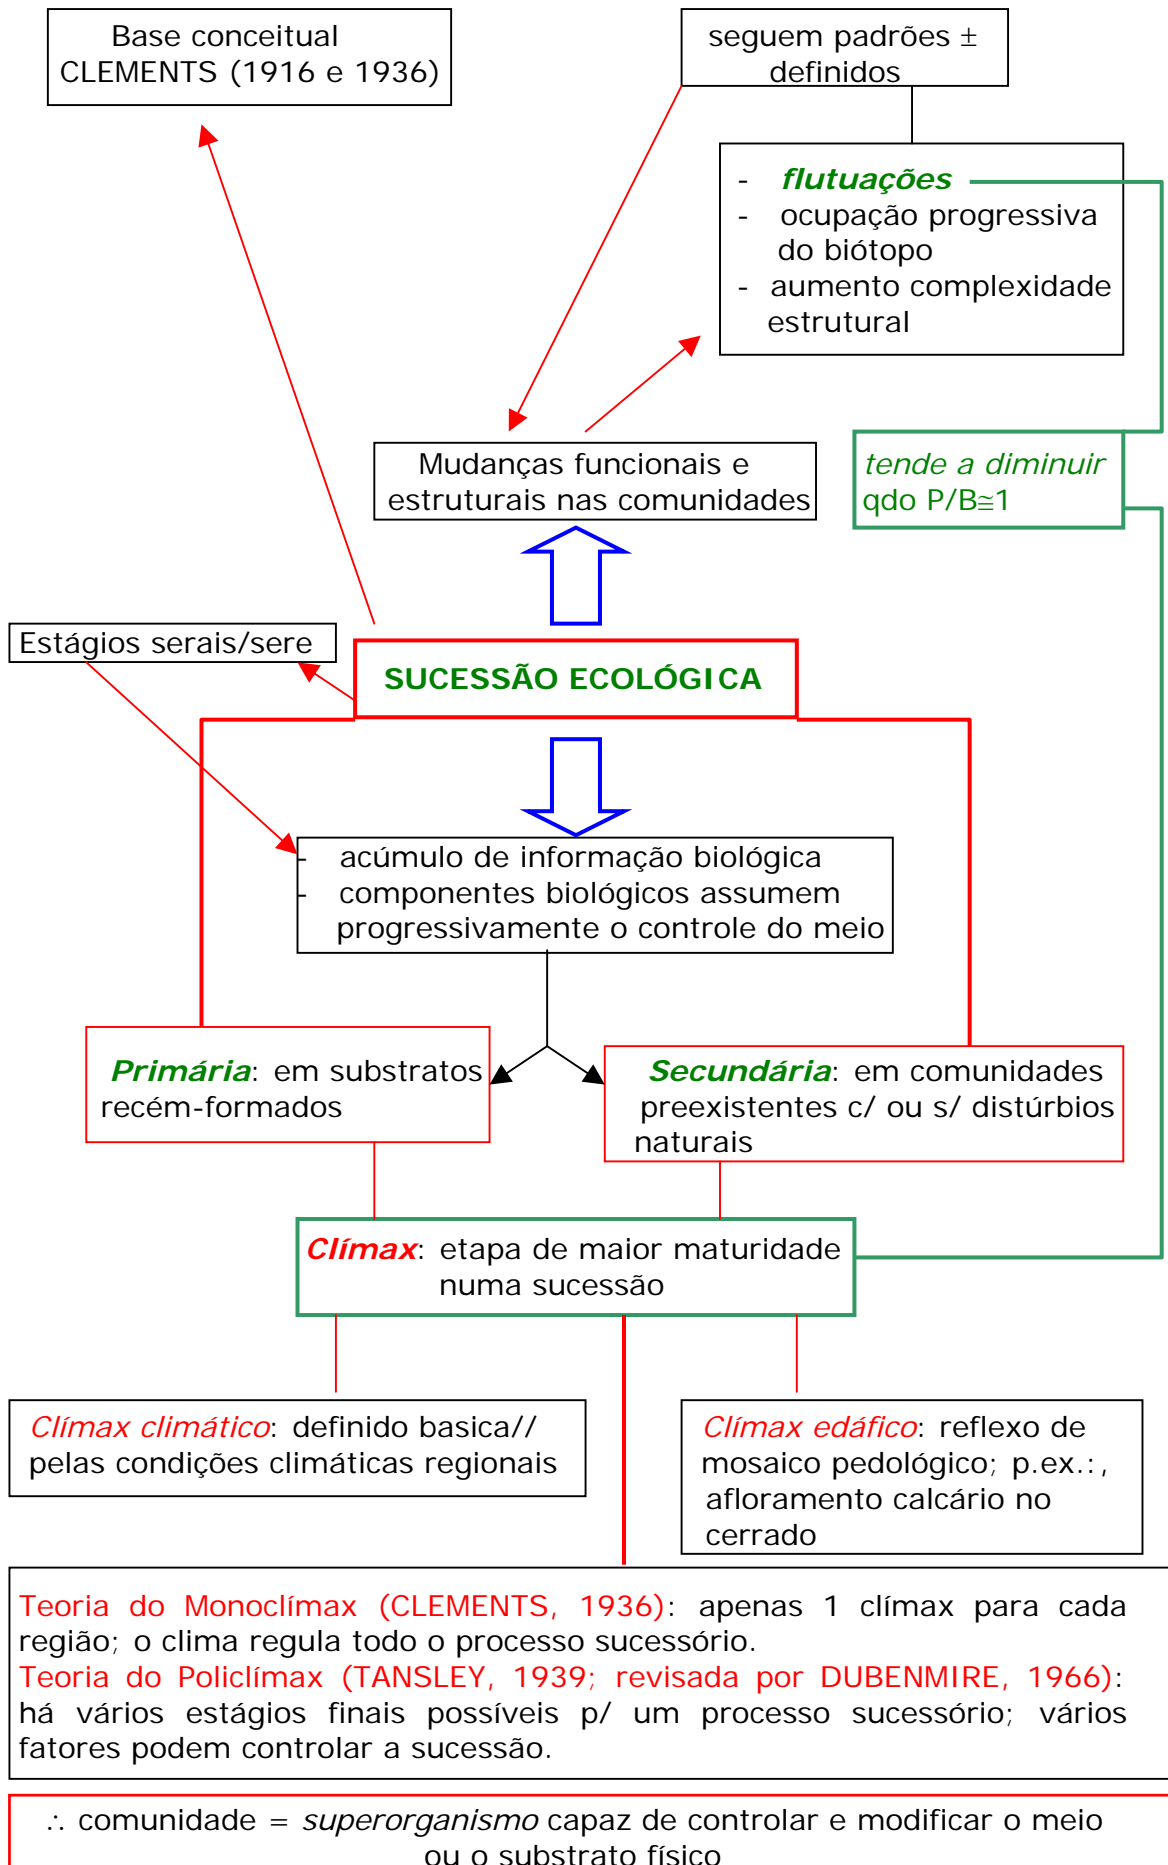 Base conceitual
CLEMENTS (1916 e 1936)
seguem padrões ±
definidos
- flutuações
- ocupação progressiva
do biótopo
- aumento complexidade
estrutural
Mudanças funcionais e
estruturais nas comunidades
tende a diminuir
qdo P/B≅1
Estágios serais/sere
SUCESSÃO ECOLÓGICA
- acúmulo de informação biológica
- componentes biológicos assumem
progressivamente o controle do meio
Primária: em substratos
recém-formados
Secundária: em comunidades
preexistentes c/ ou s/ distúrbios
naturais
Clímax: etapa de maior maturidade
numa sucessão
Clímax climático: definido basica//
pelas condições climáticas regionais
Clímax edáfico: reflexo de
mosaico pedológico; p.ex.:,
afloramento calcário no
cerrado
Teoria do Monoclímax (CLEMENTS, 1936): apenas 1 clímax para cada
região; o clima regula todo o processo sucessório.
Teoria do Policlímax (TANSLEY, 1939; revisada por DUBENMIRE, 1966):
há vários estágios finais possíveis p/ um processo sucessório; vários
fatores podem controlar a sucessão.
∴ comunidade = superorganismo capaz de controlar e modificar o meio
ou o substrato físico